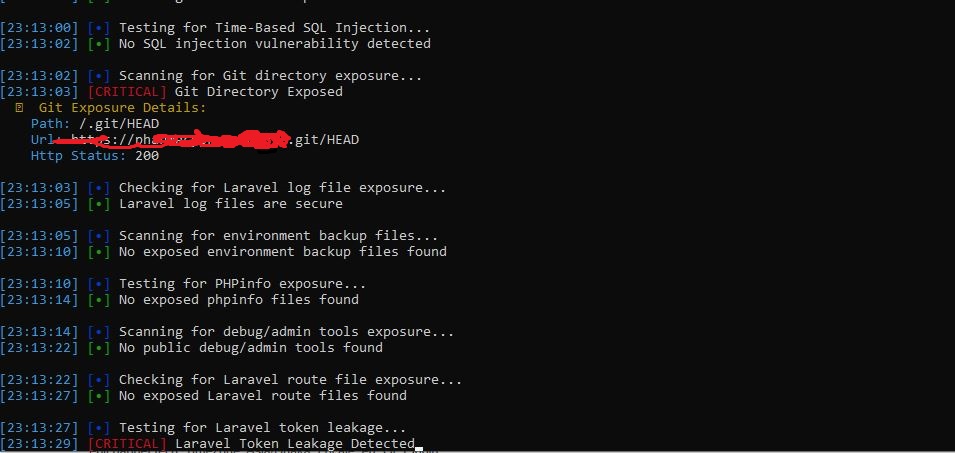 [23:13:00] [•] Testing for Time-Based SQL Injection...
[23:13:02] [•] No SQL injection vulnerability detected
[23:13:02] [•] Scanning for Git directory exposure...
[23:13:03] [CRITICAL] Git Directory Exposed
Git Exposure Details:
Path: /.git/HEAD
Url: https://pha .git/HEAD
Http Status: 200
[23:13:03] [•] Checking for Laravel log file exposure...
[23:13:05] [•] Laravel log files are secure
[23:13:05] [•] Scanning for environment backup files...
[23:13:10] [•] No exposed environment backup files found
[23:13:10] [•] Testing for PHPinfo exposure...
[23:13:14] [•] No exposed phpinfo files found
[23:13:14] [•] Scanning for debug/admin tools exposure...
[23:13:22] [•] No public debug/admin tools found
[23:13:22] [•] Checking for Laravel route file exposure...
[23:13:27] [•] No exposed Laravel route files found
[23:13:27] [•] Testing for Laravel token leakage...
[23:13:29] [CRITICAL] Laravel Token Leakage Detected